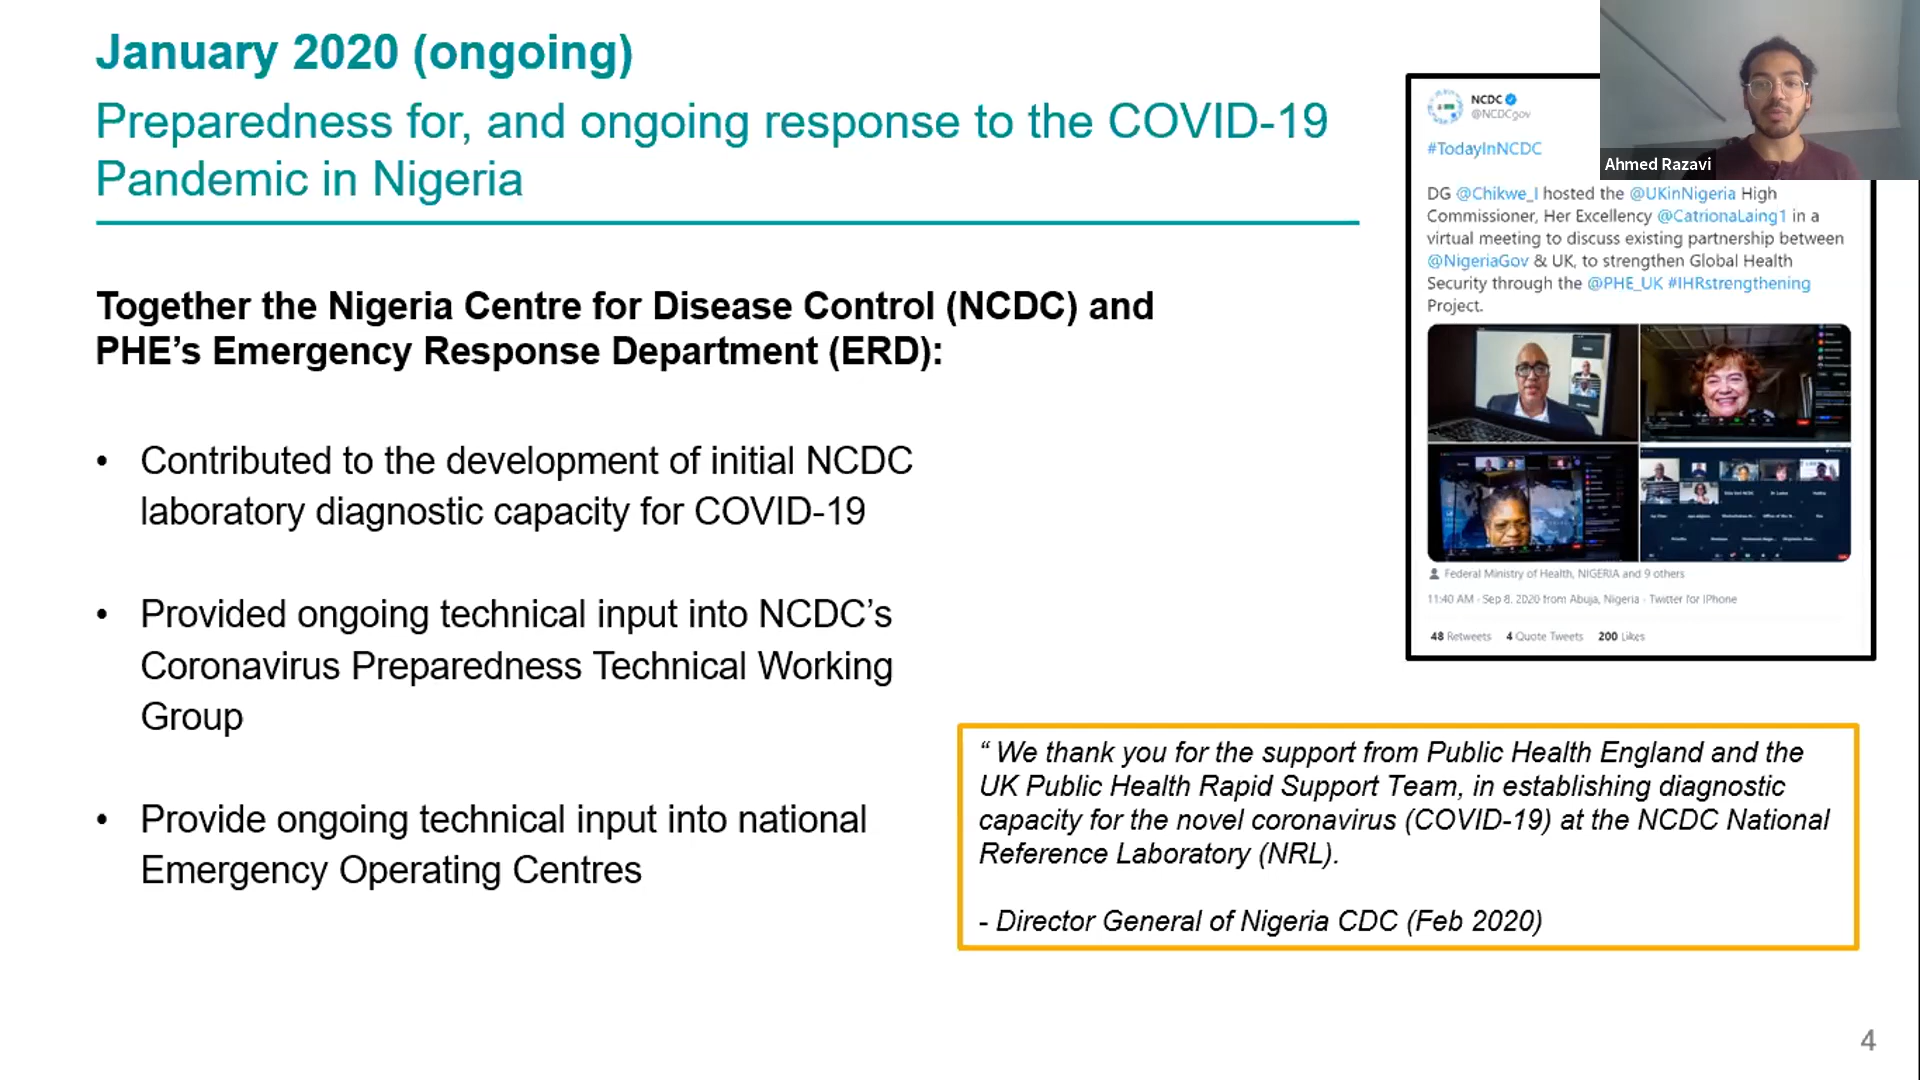 January 2020 (ongoing)
Preparedness for, and ongoing response to the COVID-19
Pandemic in Nigeria
Together the Nigeria Centre for Disease Control (NCDC) and
PHE’s Emergency Response Department (ERD):
• Contributed to the development of initial NCDC
laboratory diagnostic capacity for COVID-19
• Provided ongoing technical input into NCDC’s
Coronavirus Preparedness Technical Working
Group
• Provide ongoing technical input into national
Emergency Operating Centres
NCDC
@NCDCgov
#TodayInNCDC
DG @Chikwe_I hosted the @UKinNigeria High
Commissioner, Her Excellency @CatrionaLaing1 in a
virtual meeting to discuss existing partnership between
@NigeriaGov & UK, to strengthen Global Health
Security through the @PHE_UK #IHRstrengthening
Project.
Federal Ministry of Health, NIGERIA and 9 others
11:40 AM · Sep 8, 2020 from Abuja, Nigeria · Twitter for iPhone
48 Retweets 4 Quote Tweets 200 Likes
Ahmed Razavi
“ We thank you for the support from Public Health England and the
UK Public Health Rapid Support Team, in establishing diagnostic
capacity for the novel coronavirus (COVID-19) at the NCDC National
Reference Laboratory (NRL).
- Director General of Nigeria CDC (Feb 2020)
4